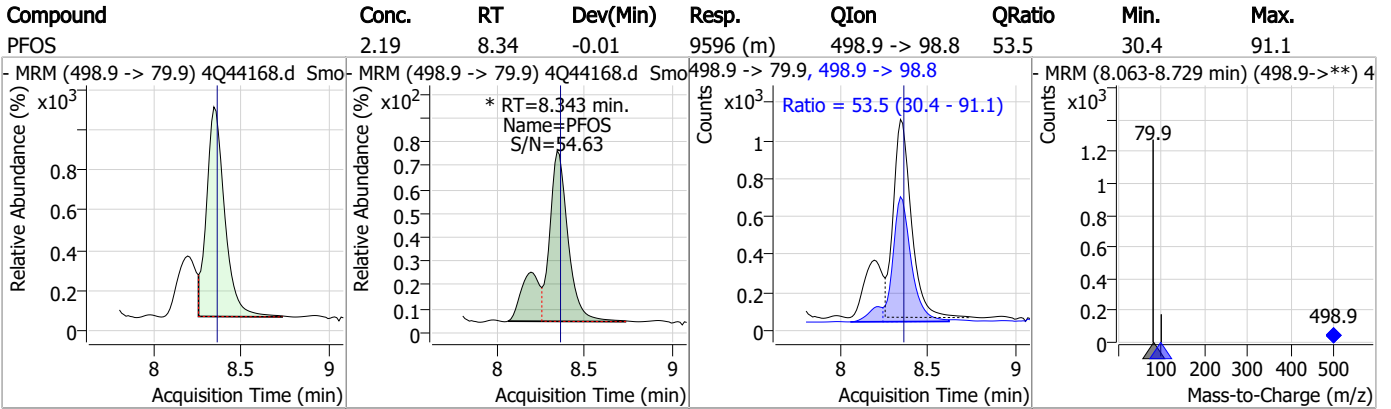 Compound Conc. RT Dev(Min) Resp. QIon QRatio Min. Max.
PFOS 2.19 8.34 -0.01 9596 (m) 498.9 -> 98.8 53.5 30.4 91.1
- MRM (498.9 -> 79.9) 4Q44168.d Smo
x10³
Relative Abundance (%)
0.8
0.6
0.4
0.2
0
8 8.5 9
Acquisition Time (min)
- MRM (498.9 -> 79.9) 4Q44168.d Smo
x10²
* RT=8.343 min.
Name=PFOS
S/N=54.63
Relative Abundance (%)
0.8
0.7
0.6
0.5
0.4
0.3
0.2
0.1
0
8 8.5 9
Acquisition Time (min)
498.9 -> 79.9, 498.9 -> 98.8
x10³
Ratio = 53.5 (30.4 - 91.1)
Counts
1
0.8
0.6
0.4
0.2
0
8 8.5 9
Acquisition Time (min)
- MRM (8.063-8.729 min) (498.9->**) 4
x10³
Counts
79.9
1.2
1
0.8
0.6
0.4
0.2
0
498.9
100 200 300 400 500
Mass-to-Charge (m/z)